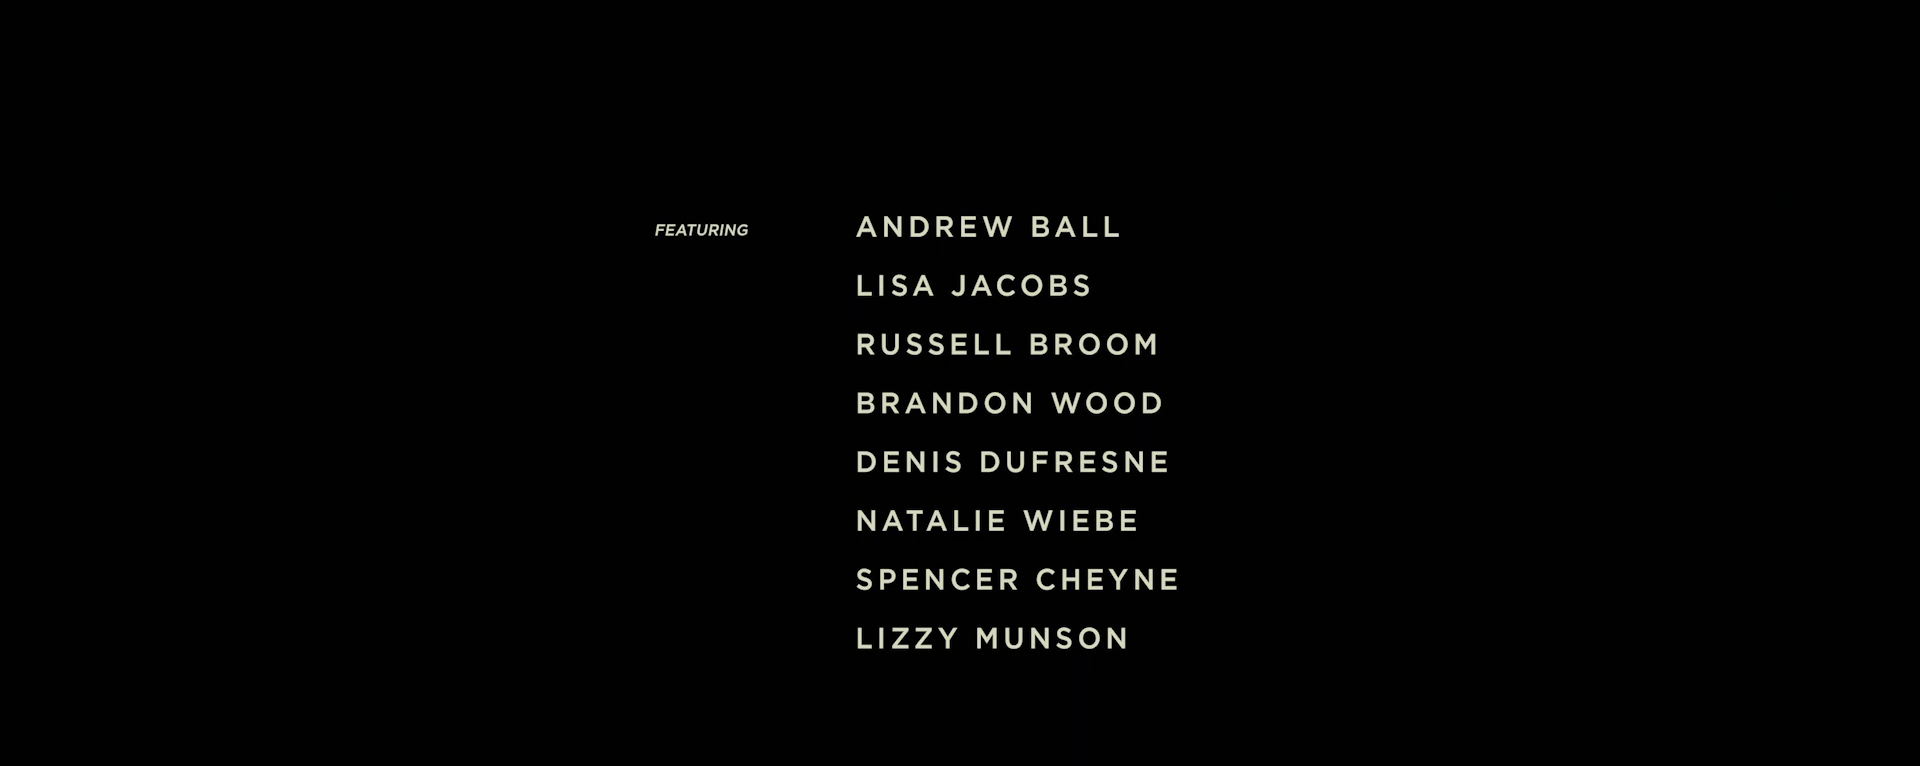 FEATURING ANDREW BALL
LISA JACOBS
RUSSELL BROOM
BRANDON WOOD
DENIS DUFRESNE
NATALIE WIEBE
SPENCER CHEYNE
LIZZY MUNSON